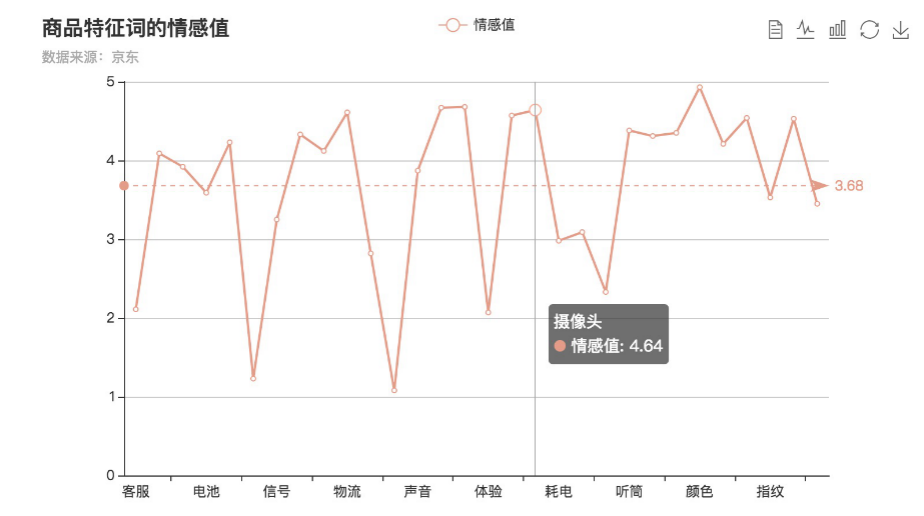 商品特征词的情感值
情感值
数据来源：京东
5
4
3.68
3
2
摄像头
情感值: 4.64
1
0
客服 电池 信号 物流 声音 体验 耗电 听筒 颜色 指纹